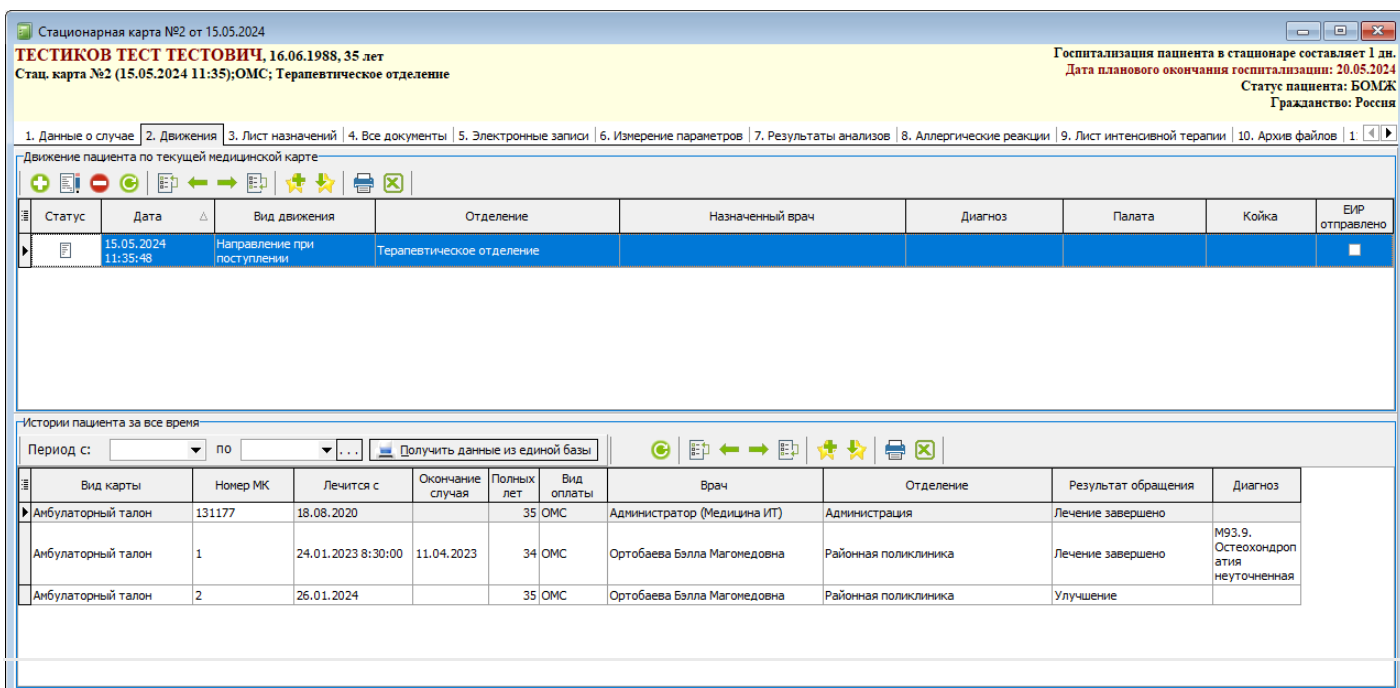 Стационарная карта №2 от 15.05.2024
ТЕСТИКОВ ТЕСТ ТЕСТОВИЧ, 16.06.1988, 35 лет
Стац. карта №2 (15.05.2024 11:35);ОМС; Терапевтическое отделение
Госпитализация пациента в стационаре составляет 1 дн.
Дата планового окончания госпитализации: 20.05.2024
Статус пациента: БОМЖ
Гражданство: Россия
1. Данные о случае 2. Движения 3. Лист назначений 4. Все документы 5. Электронные записи 6. Измерение параметров 7. Результаты анализов 8. Аллергические реакции 9. Лист интенсивной терапии 10. Архив файлов 1
Движение пациента по текущей медицинской карте
Статус Дата Вид движения Отделение Назначенный врач Диагноз Палата Койка ЕИР
отправлено
15.05.2024 Направление при Терапевтическое отделение
11:35:48 поступлении
Истории пациента за все время
Период с: по ... Получить данные из единой базы
Вид карты Номер МК Лечится с Окончание Полных Вид Врач Отделение Результат обращения Диагноз
случая лет оплаты
Амбулаторный талон 131177 18.08.2020 35 ОМС Администратор (Медицина ИТ) Администрация Лечение завершено
Амбулаторный талон 1 24.01.2023 8:30:00 11.04.2023 34 ОМС Ортобаева Бэлла Магомедовна Районная поликлиника Лечение завершено M93.9.
Остеохондроп
атия
неуточненная
Амбулаторный талон 2 26.01.2024 35 ОМС Ортобаева Бэлла Магомедовна Районная поликлиника Улучшение